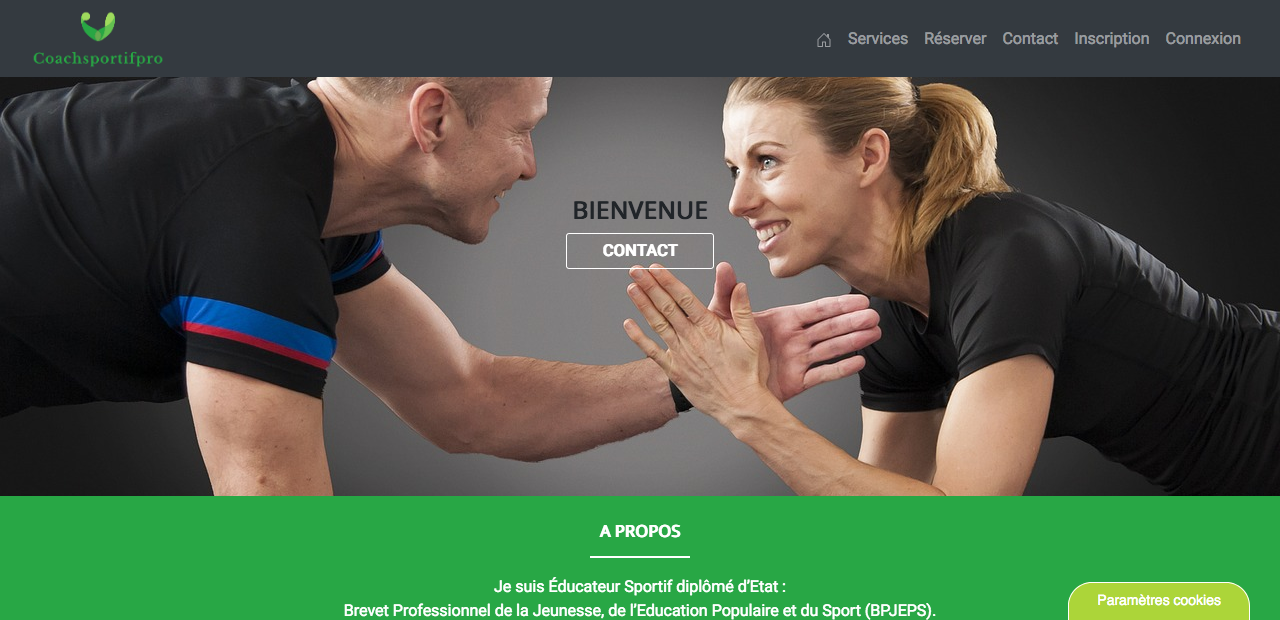 Coachsportifpro
Services Réserver Contact Inscription Connexion
BIENVENUE
CONTACT
A PROPOS
Je suis Éducateur Sportif diplômé d'Etat :
Brevet Professionnel de la Jeunesse, de l'Education Populaire et du Sport (BPJEPS).
Paramètres cookies